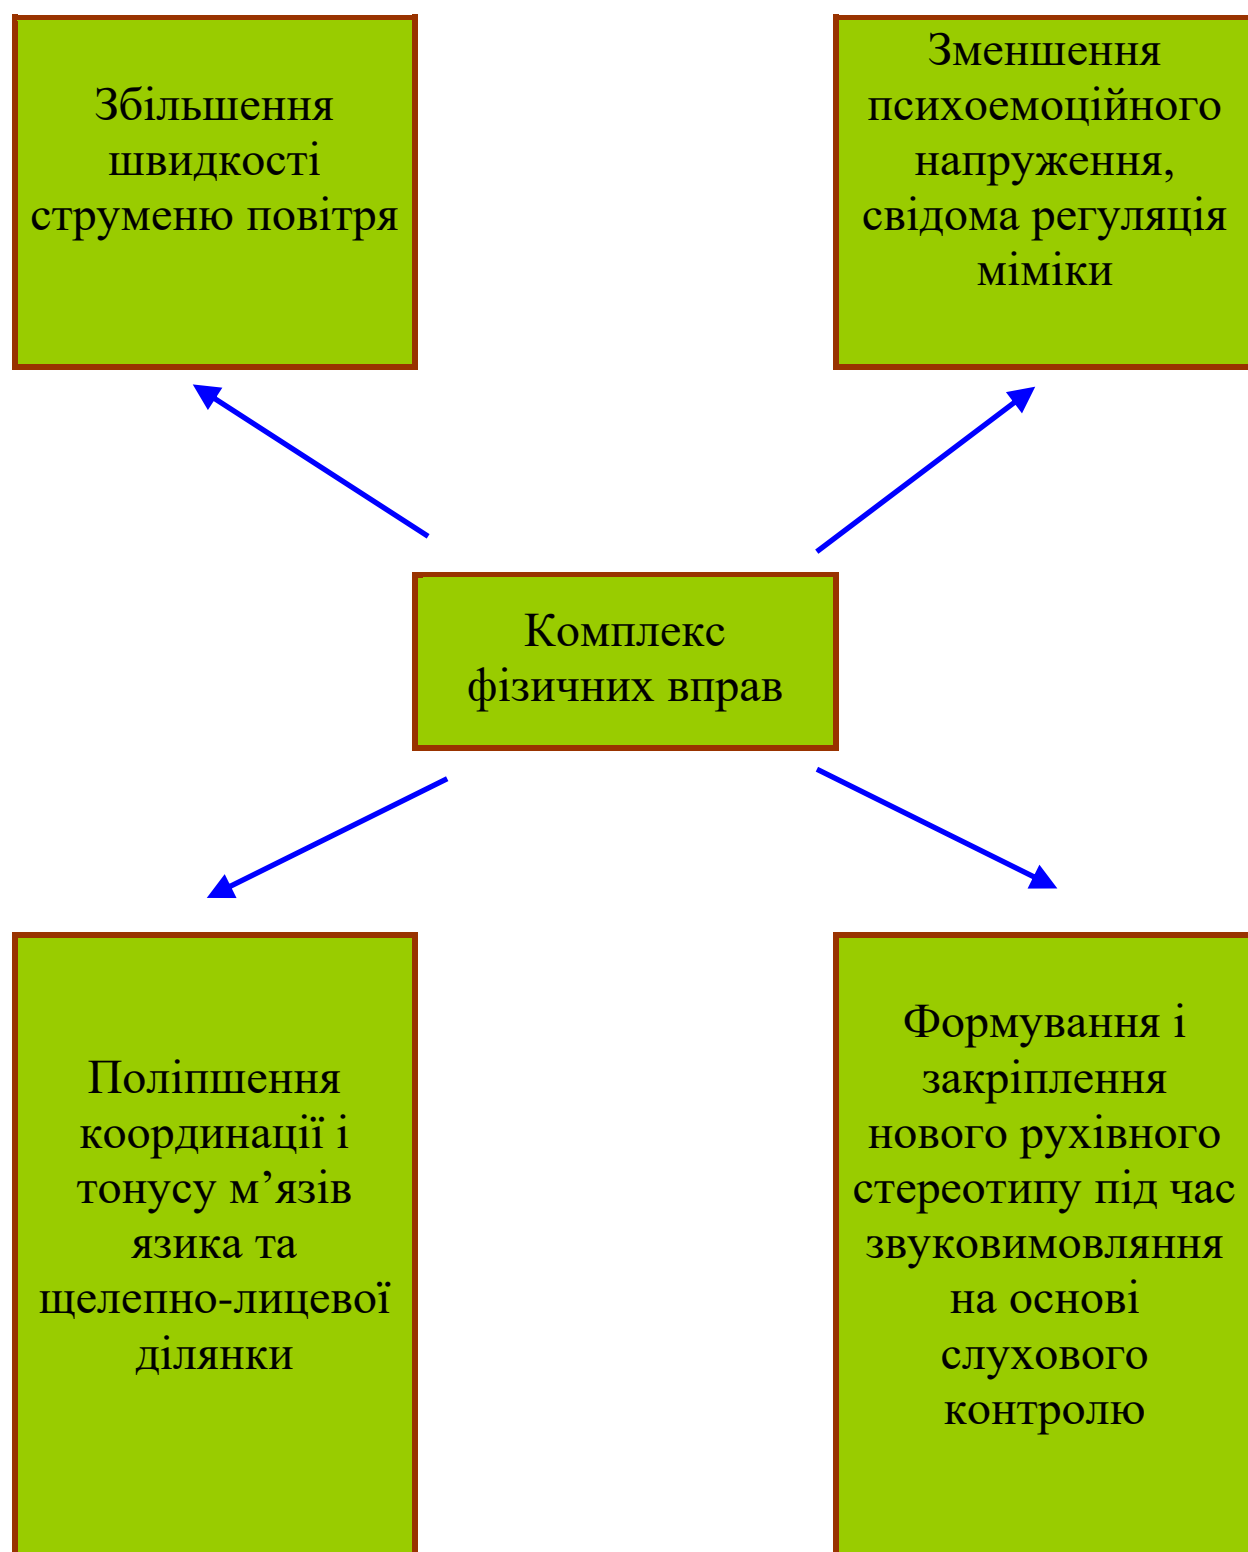 Збільшення
швидкості
струменю повітря
Зменшення
психоемоційного
напруження,
свідома регуляція
міміки
Комплекс
фізичних вправ
Поліпшення
координації і
тонусу м’язів
язика та
щелепно-лицевої
ділянки
Формування і
закріплення
нового рухівного
стереотипу під час
звуковимовляння
на основі
слухового
контролю